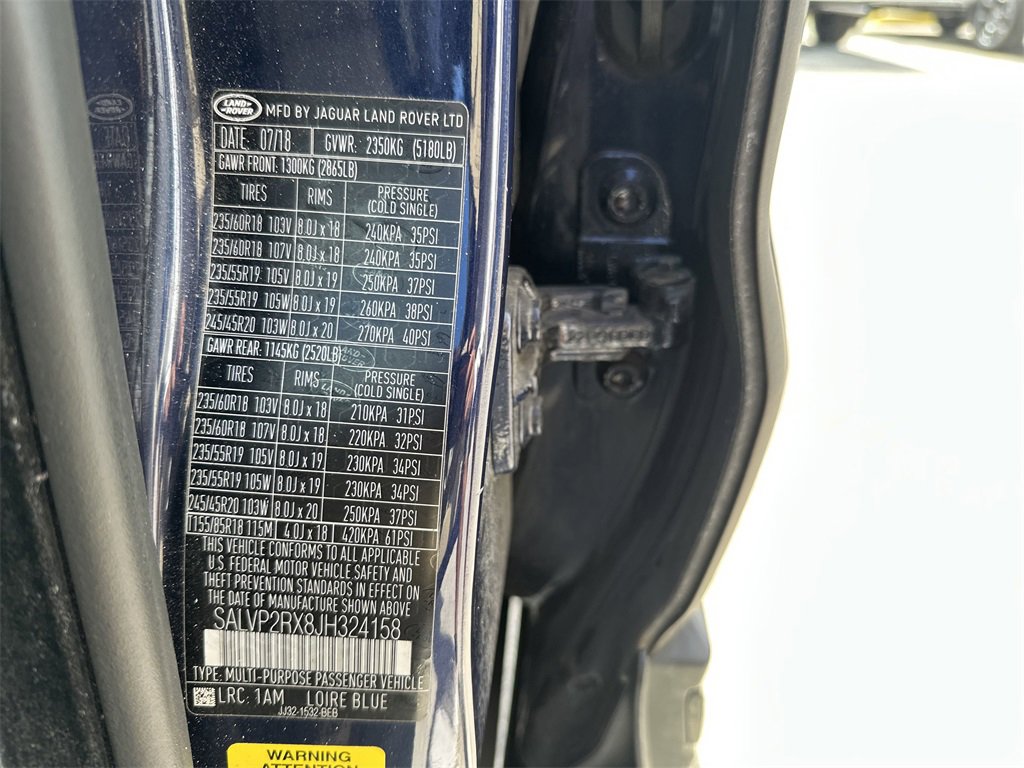 LAND ROVER MFD BY JAGUAR LAND ROVER LTD
DATE: 07/18 GVWR: 2350KG (5180LB)
GAWR FRONT: 1300KG (2865LB)
TIRES RIMS PRESSURE (COLD SINGLE)
235/60R18 103V 8.0J x 18 240KPA 35PSI
235/60R18 107V 8.0J x 18 240KPA 35PSI
235/55R19 105V 8.0J x 19 250KPA 37PSI
235/55R19 105W 8.0J x 19 260KPA 38PSI
245/45R20 103W 8.0J x 20 270KPA 40PSI
GAWR REAR: 1145KG (2520LB)
TIRES RIMS PRESSURE (COLD SINGLE)
235/60R18 103V 8.0J x 18 210KPA 31PSI
235/60R18 107V 8.0J x 18 220KPA 32PSI
235/55R19 105V 8.0J x 19 230KPA 34PSI
235/55R19 105W 8.0J x 19 230KPA 34PSI
245/45R20 103W 8.0J x 20 250KPA 37PSI
T155/85R18 115M 4.0J x 18 420KPA 61PSI
THIS VEHICLE CONFORMS TO ALL APPLICABLE
U.S. FEDERAL MOTOR VEHICLE SAFETY AND
THEFT PREVENTION STANDARDS IN EFFECT ON
THE DATE OF MANUFACTURE SHOWN ABOVE
SALVP2RX8JH324158
TYPE: MULTI-PURPOSE PASSENGER VEHICLE
LRC: 1AM LOIRE BLUE
JJ32-1532-BEB
WARNING
ATTENTION